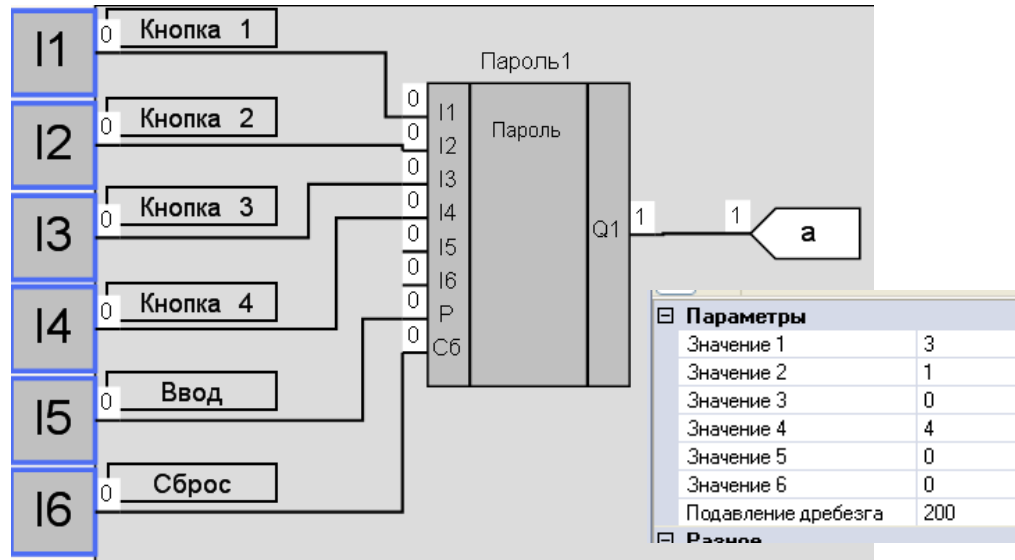 I1
0
Кнопка 1
I2
0
Кнопка 2
I3
0
Кнопка 3
I4
0
Кнопка 4
I5
0
Ввод
I6
0
Сброс
Пароль1
Пароль
0 I1
0 I2
0 I3
0 I4
0 I5
0 I6
0 P
0 Сб
Q1 1
1 a
Параметры
Значение 1 3
Значение 2 1
Значение 3 0
Значение 4 4
Значение 5 0
Значение 6 0
Подавление дребезга 200
Разное